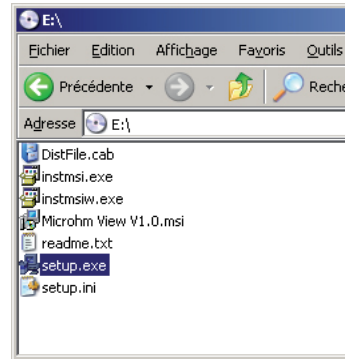 E:\
Fichier Edition Affichage Favoris Outils
Précédente Reche
Adresse E:\
DistFile.cab
instmsi.exe
instmsiw.exe
Microhm View V1.0.msi
readme.txt
setup.exe
setup.ini